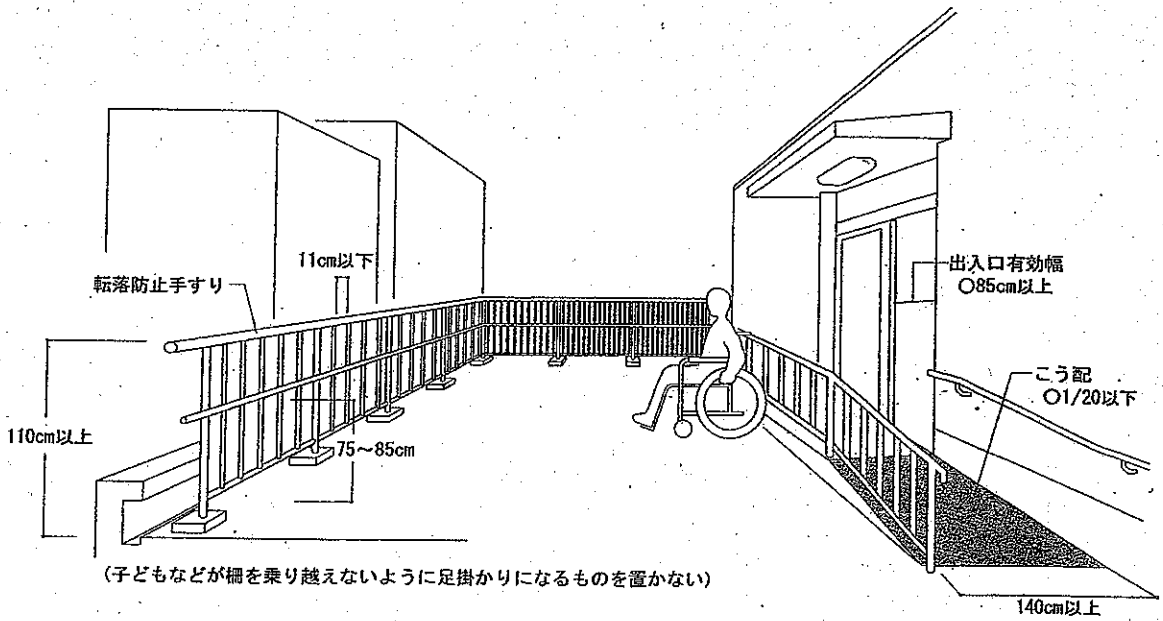 11cm以下
転落防止手すり
出入口有効幅
○85cm以上
こう配
○1/20以下
110cm以上
75～85cm
(子どもなどが柵を乗り越えないように足掛かりになるものを置かない)
140cm以上